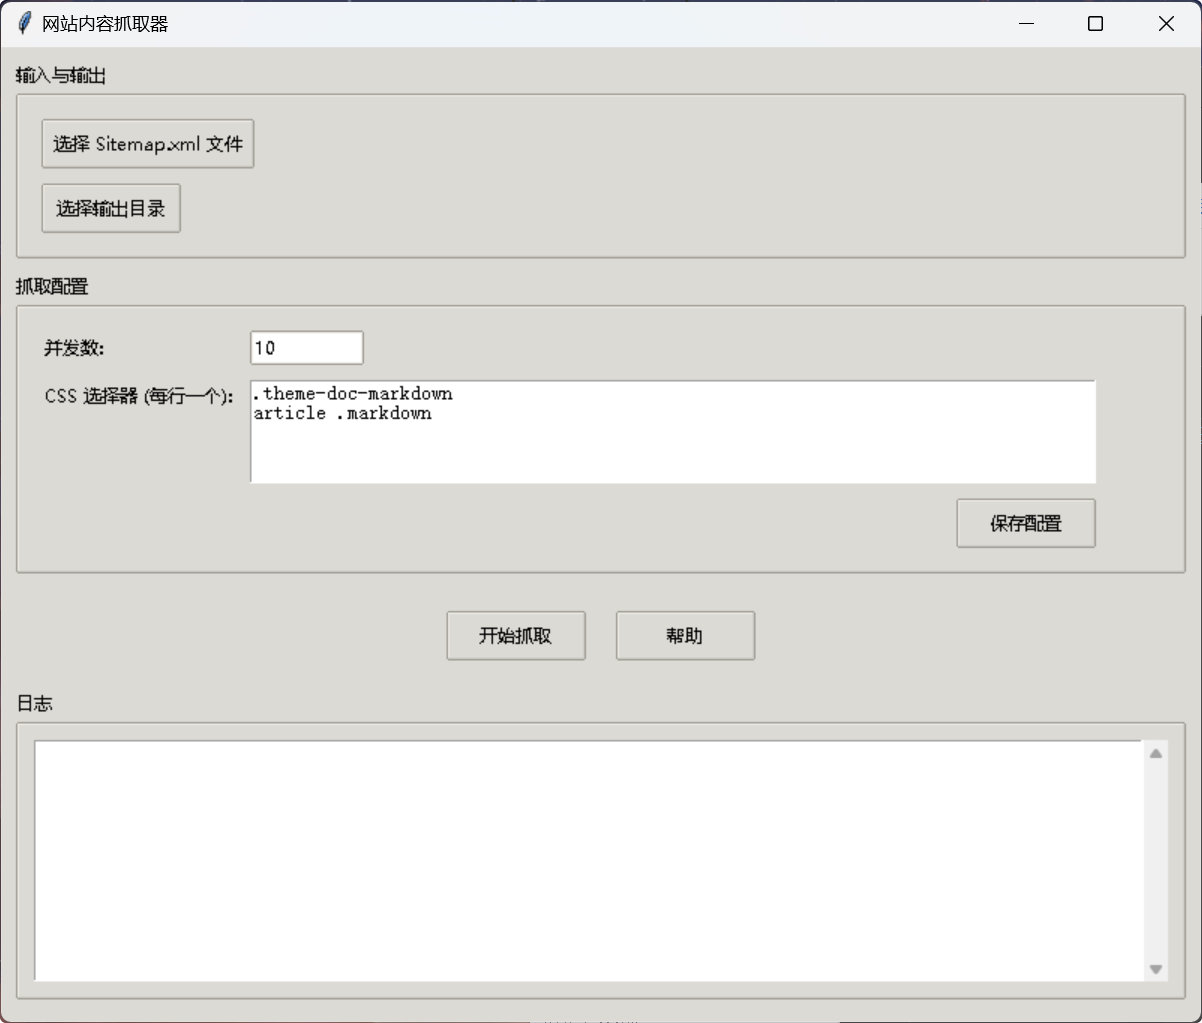 网站内容抓取器
输入与输出
选择 Sitemap.xml 文件
选择输出目录
抓取配置
并发数:
10
CSS 选择器 (每行一个):
.theme-doc-markdown
article .markdown
保存配置
开始抓取
帮助
日志